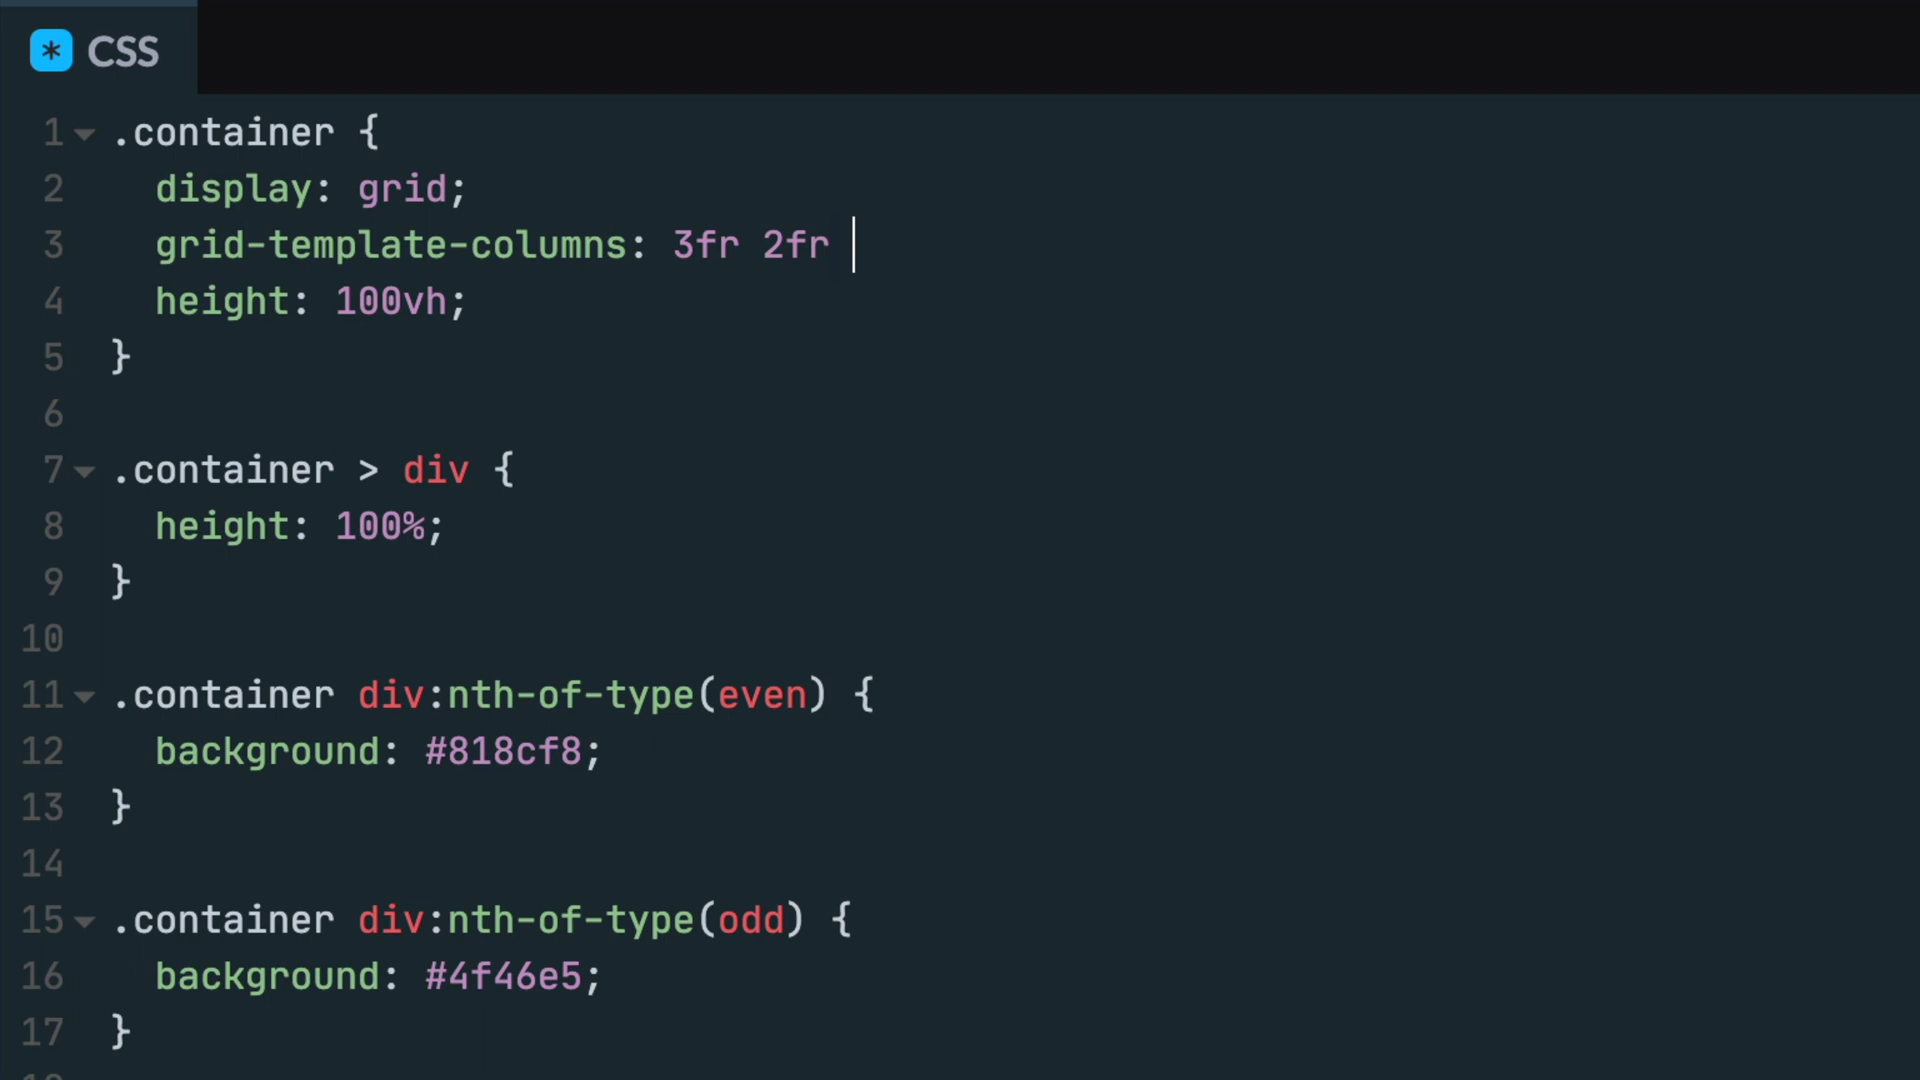 * CSS
1 .container {
2 display: grid;
3 grid-template-columns: 3fr 2fr
4 height: 100vh;
5 }
6
7 .container > div {
8 height: 100%;
9 }
10
11 .container div:nth-of-type(even) {
12 background: #818cf8;
13 }
14
15 .container div:nth-of-type(odd) {
16 background: #4f46e5;
17 }